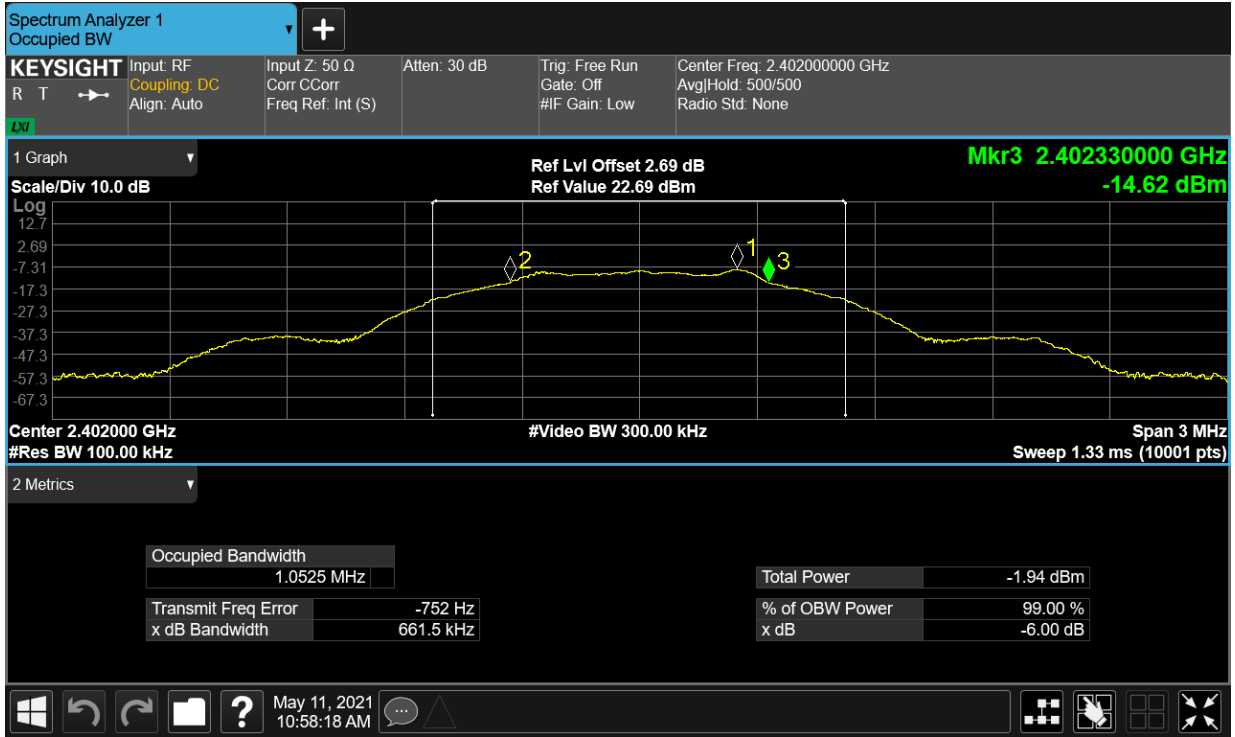 Spectrum Analyzer 1
Occupied BW
▼
+
KEYSIGHT
R T
LXI
Input: RF
Coupling: DC
Align: Auto
Input Z: 50 Ω
Corr CCorr
Freq Ref: Int (S)
Atten: 30 dB
Trig: Free Run
Gate: Off
#IF Gain: Low
Center Freq: 2.402000000 GHz
Avg|Hold: 500/500
Radio Std: None
1 Graph ▼
Scale/Div 10.0 dB
Ref Lvl Offset 2.69 dB
Ref Value 22.69 dBm
Mkr3 2.402330000 GHz
-14.62 dBm
Log
12.7
2.69
-7.31
-17.3
-27.3
-37.3
-47.3
-57.3
-67.3
2
1
3
Center 2.402000 GHz
#Res BW 100.00 kHz
#Video BW 300.00 kHz
Span 3 MHz
Sweep 1.33 ms (10001 pts)
2 Metrics ▼
Occupied Bandwidth
1.0525 MHz
Transmit Freq Error -752 Hz
x dB Bandwidth 661.5 kHz
Total Power -1.94 dBm
% of OBW Power 99.00 %
x dB -6.00 dB
?
May 11, 2021
10:58:18 AM